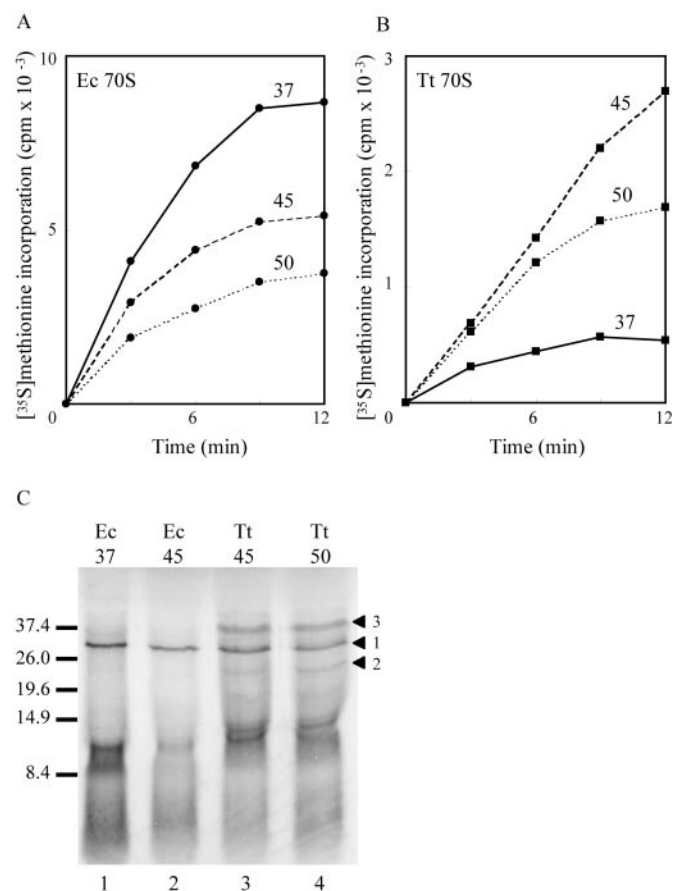 A
B
[³⁵S]methionine incorporation (cpm x 10⁻³)
10
5
0
Ec 70S
37
45
50
6
12
Time (min)
[³⁵S]methionine incorporation (cpm x 10⁻³)
3
2
1
0
Tt 70S
45
50
37
6
12
Time (min)
C
Ec Ec Tt Tt
37 45 45 50
37.4
26.0
19.6
14.9
8.4
3
1
2
1 2 3 4